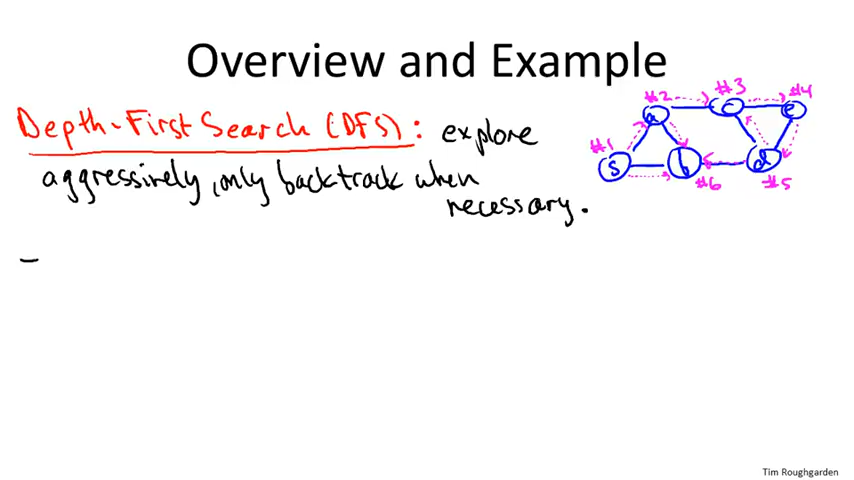 Overview and Example
Depth-First Search (DFS): explore
aggressively, only backtrack when
necessary.
#2 #3 #4
a c e
#1
s b d
#6 #5
Tim Roughgarden